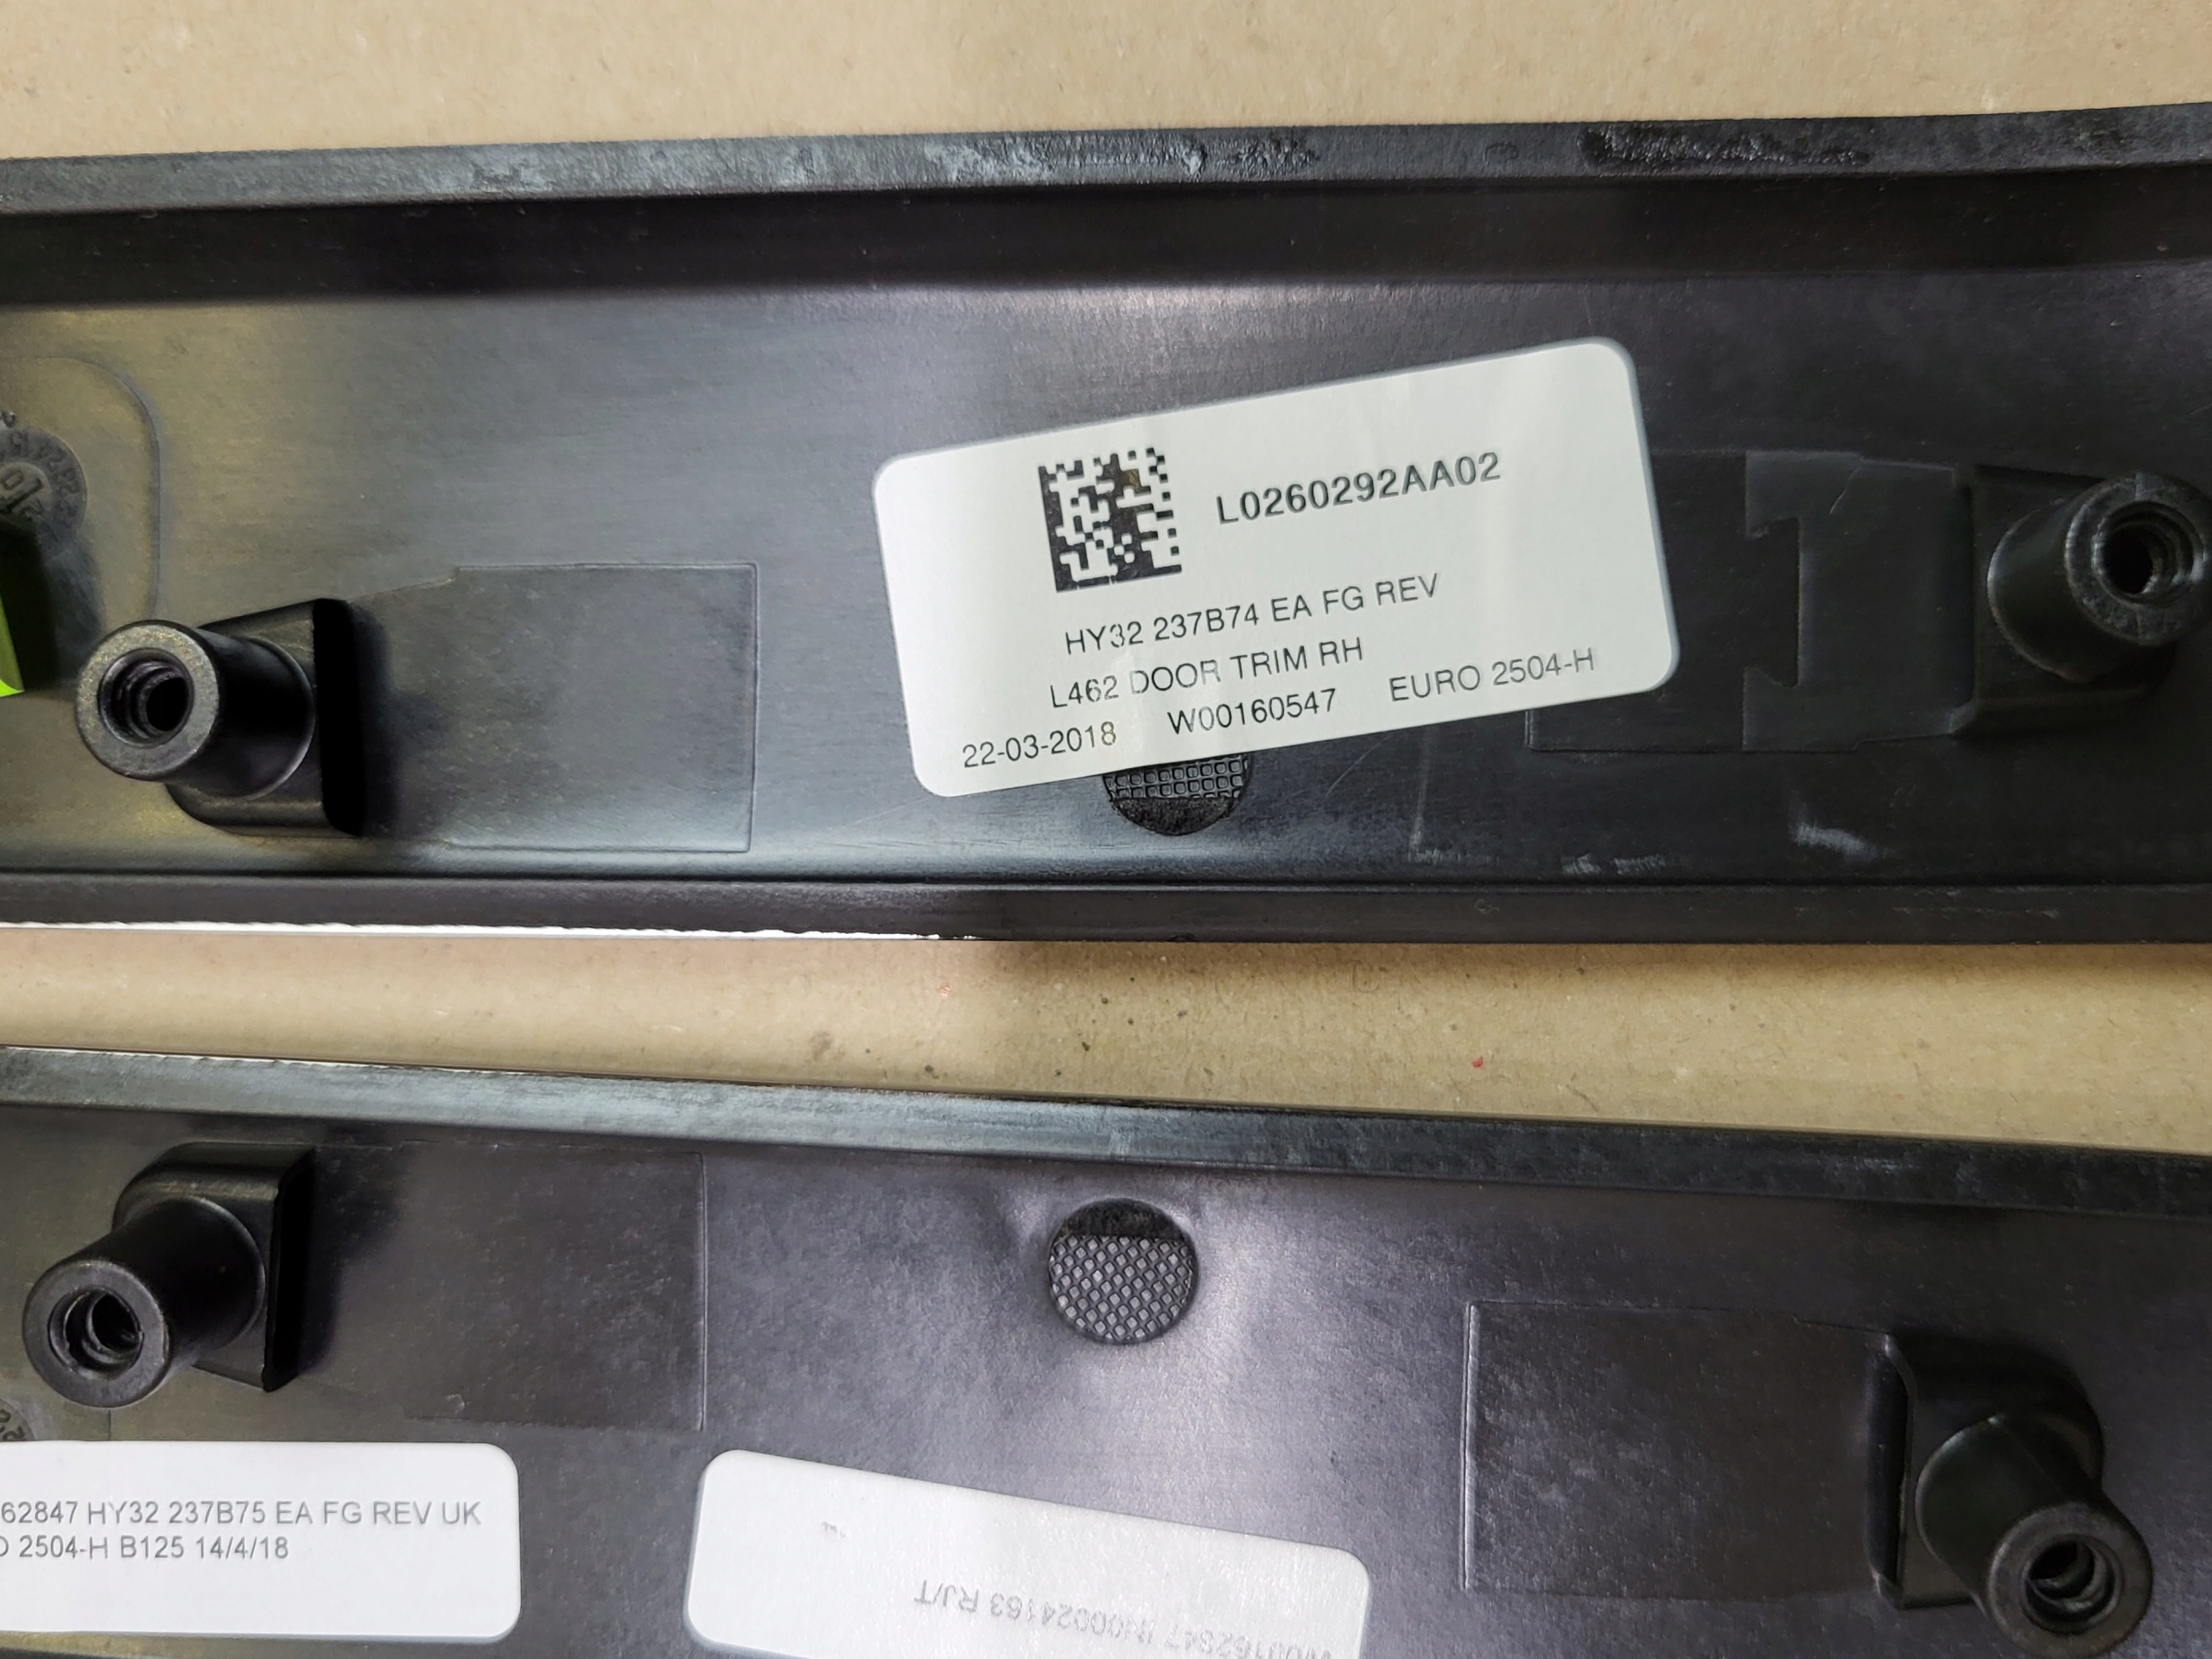 L0260292AA02
HY32 237B74 EA FG REV
L462 DOOR TRIM RH
22-03-2018 W00160547 EURO 2504-H
62847 HY32 237B75 EA FG REV UK
2504-H B125 14/4/18
RJ/T